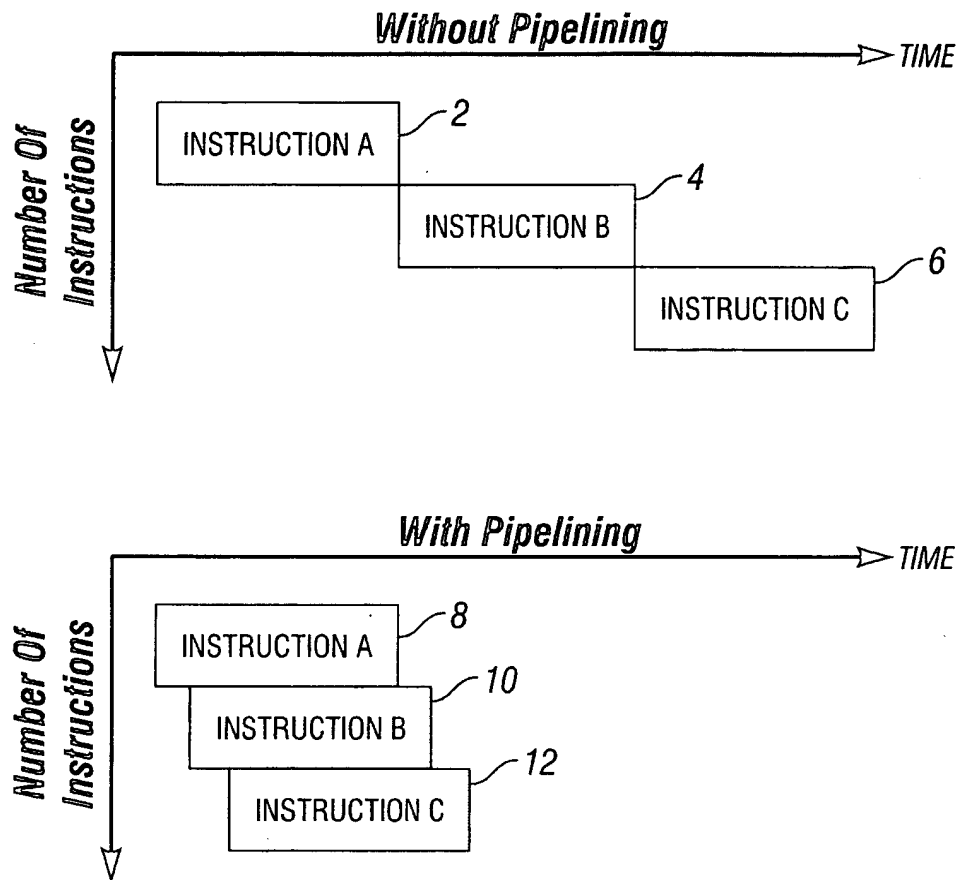 Without Pipelining
TIME
Number Of
Instructions
INSTRUCTION A
2
INSTRUCTION B
4
INSTRUCTION C
6
With Pipelining
TIME
Number Of
Instructions
INSTRUCTION A
8
INSTRUCTION B
10
INSTRUCTION C
12